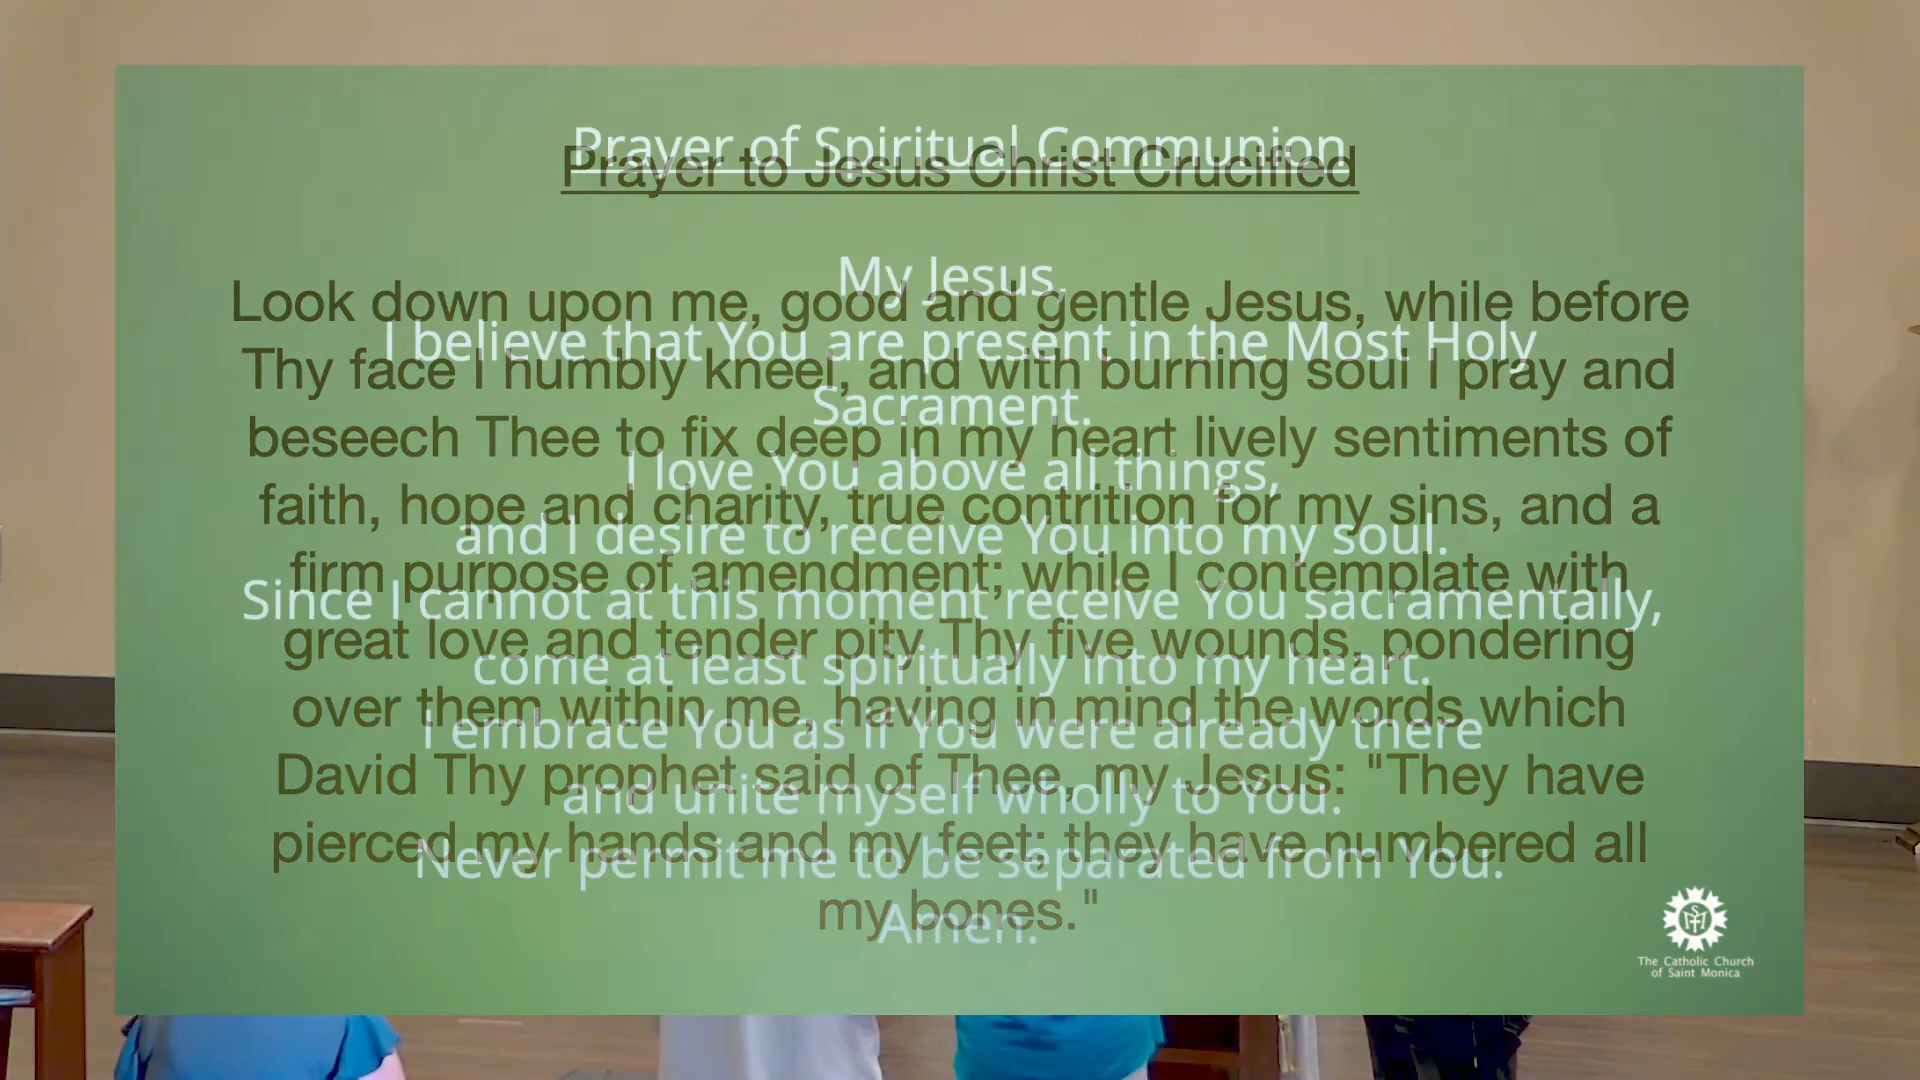 Prayer of Spiritual Communion
My Jesus,
I believe that You are present in the Most Holy
Sacrament.
I love You above all things,
and I desire to receive You into my soul.
Since I cannot at this moment receive You sacramentally,
come at least spiritually into my heart.
I embrace You as if You were already there
and unite myself wholly to You.
Never permit me to be separated from You.
Amen.
Prayer to Jesus Christ Crucified
Look down upon me, good and gentle Jesus, while before
Thy face I humbly kneel, and with burning soul I pray and
beseech Thee to fix deep in my heart lively sentiments of
faith, hope and charity, true contrition for my sins, and a
firm purpose of amendment; while I contemplate with
great love and tender pity Thy five wounds, pondering
over them within me, having in mind the words which
David Thy prophet said of Thee, my Jesus: "They have
pierced my hands and my feet; they have numbered all
my bones."
The Catholic Church
of Saint Monica